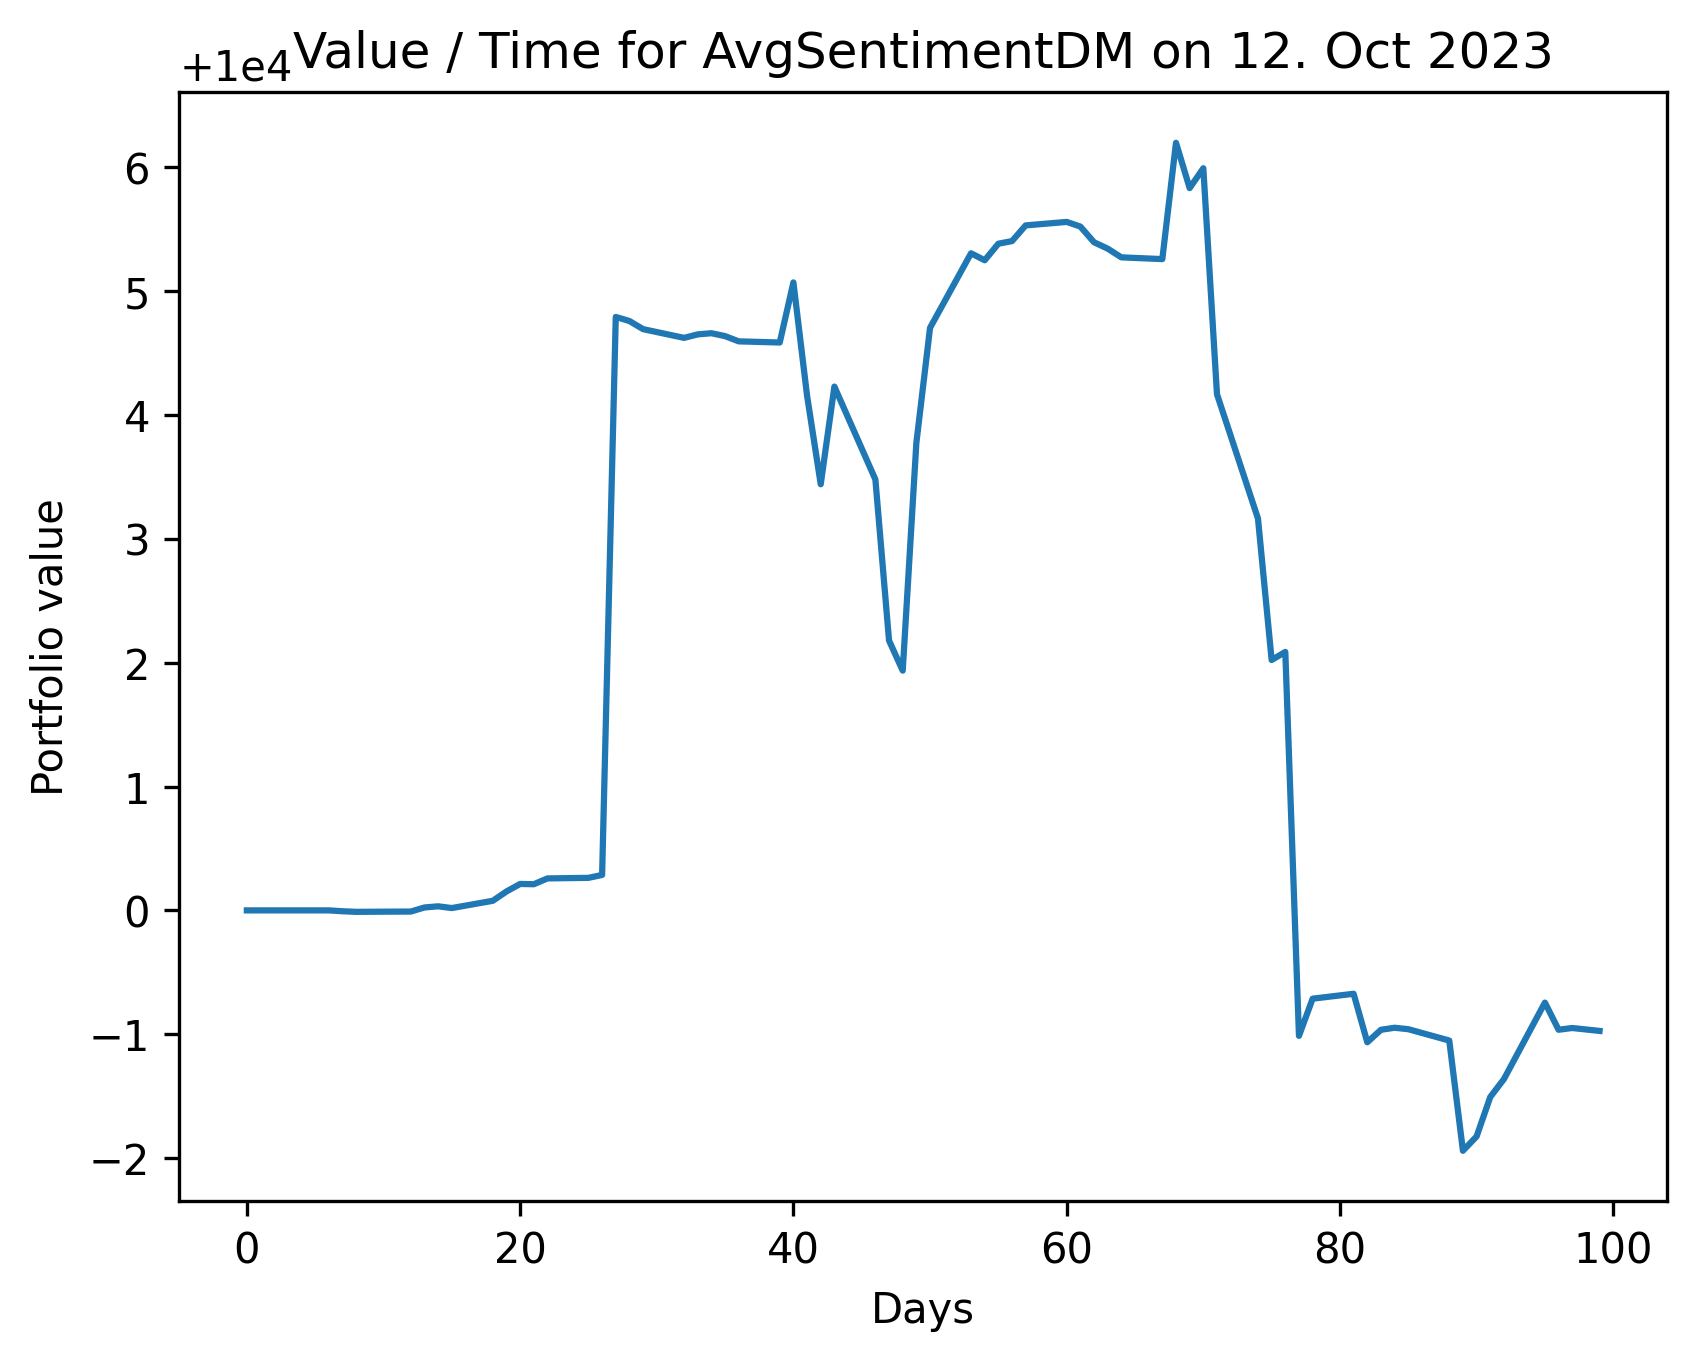 Value / Time for AvgSentimentDM on 12. Oct 2023
+1e4
6
5
4
3
2
1
0
−1
−2
Portfolio value
0 20 40 60 80 100
Days